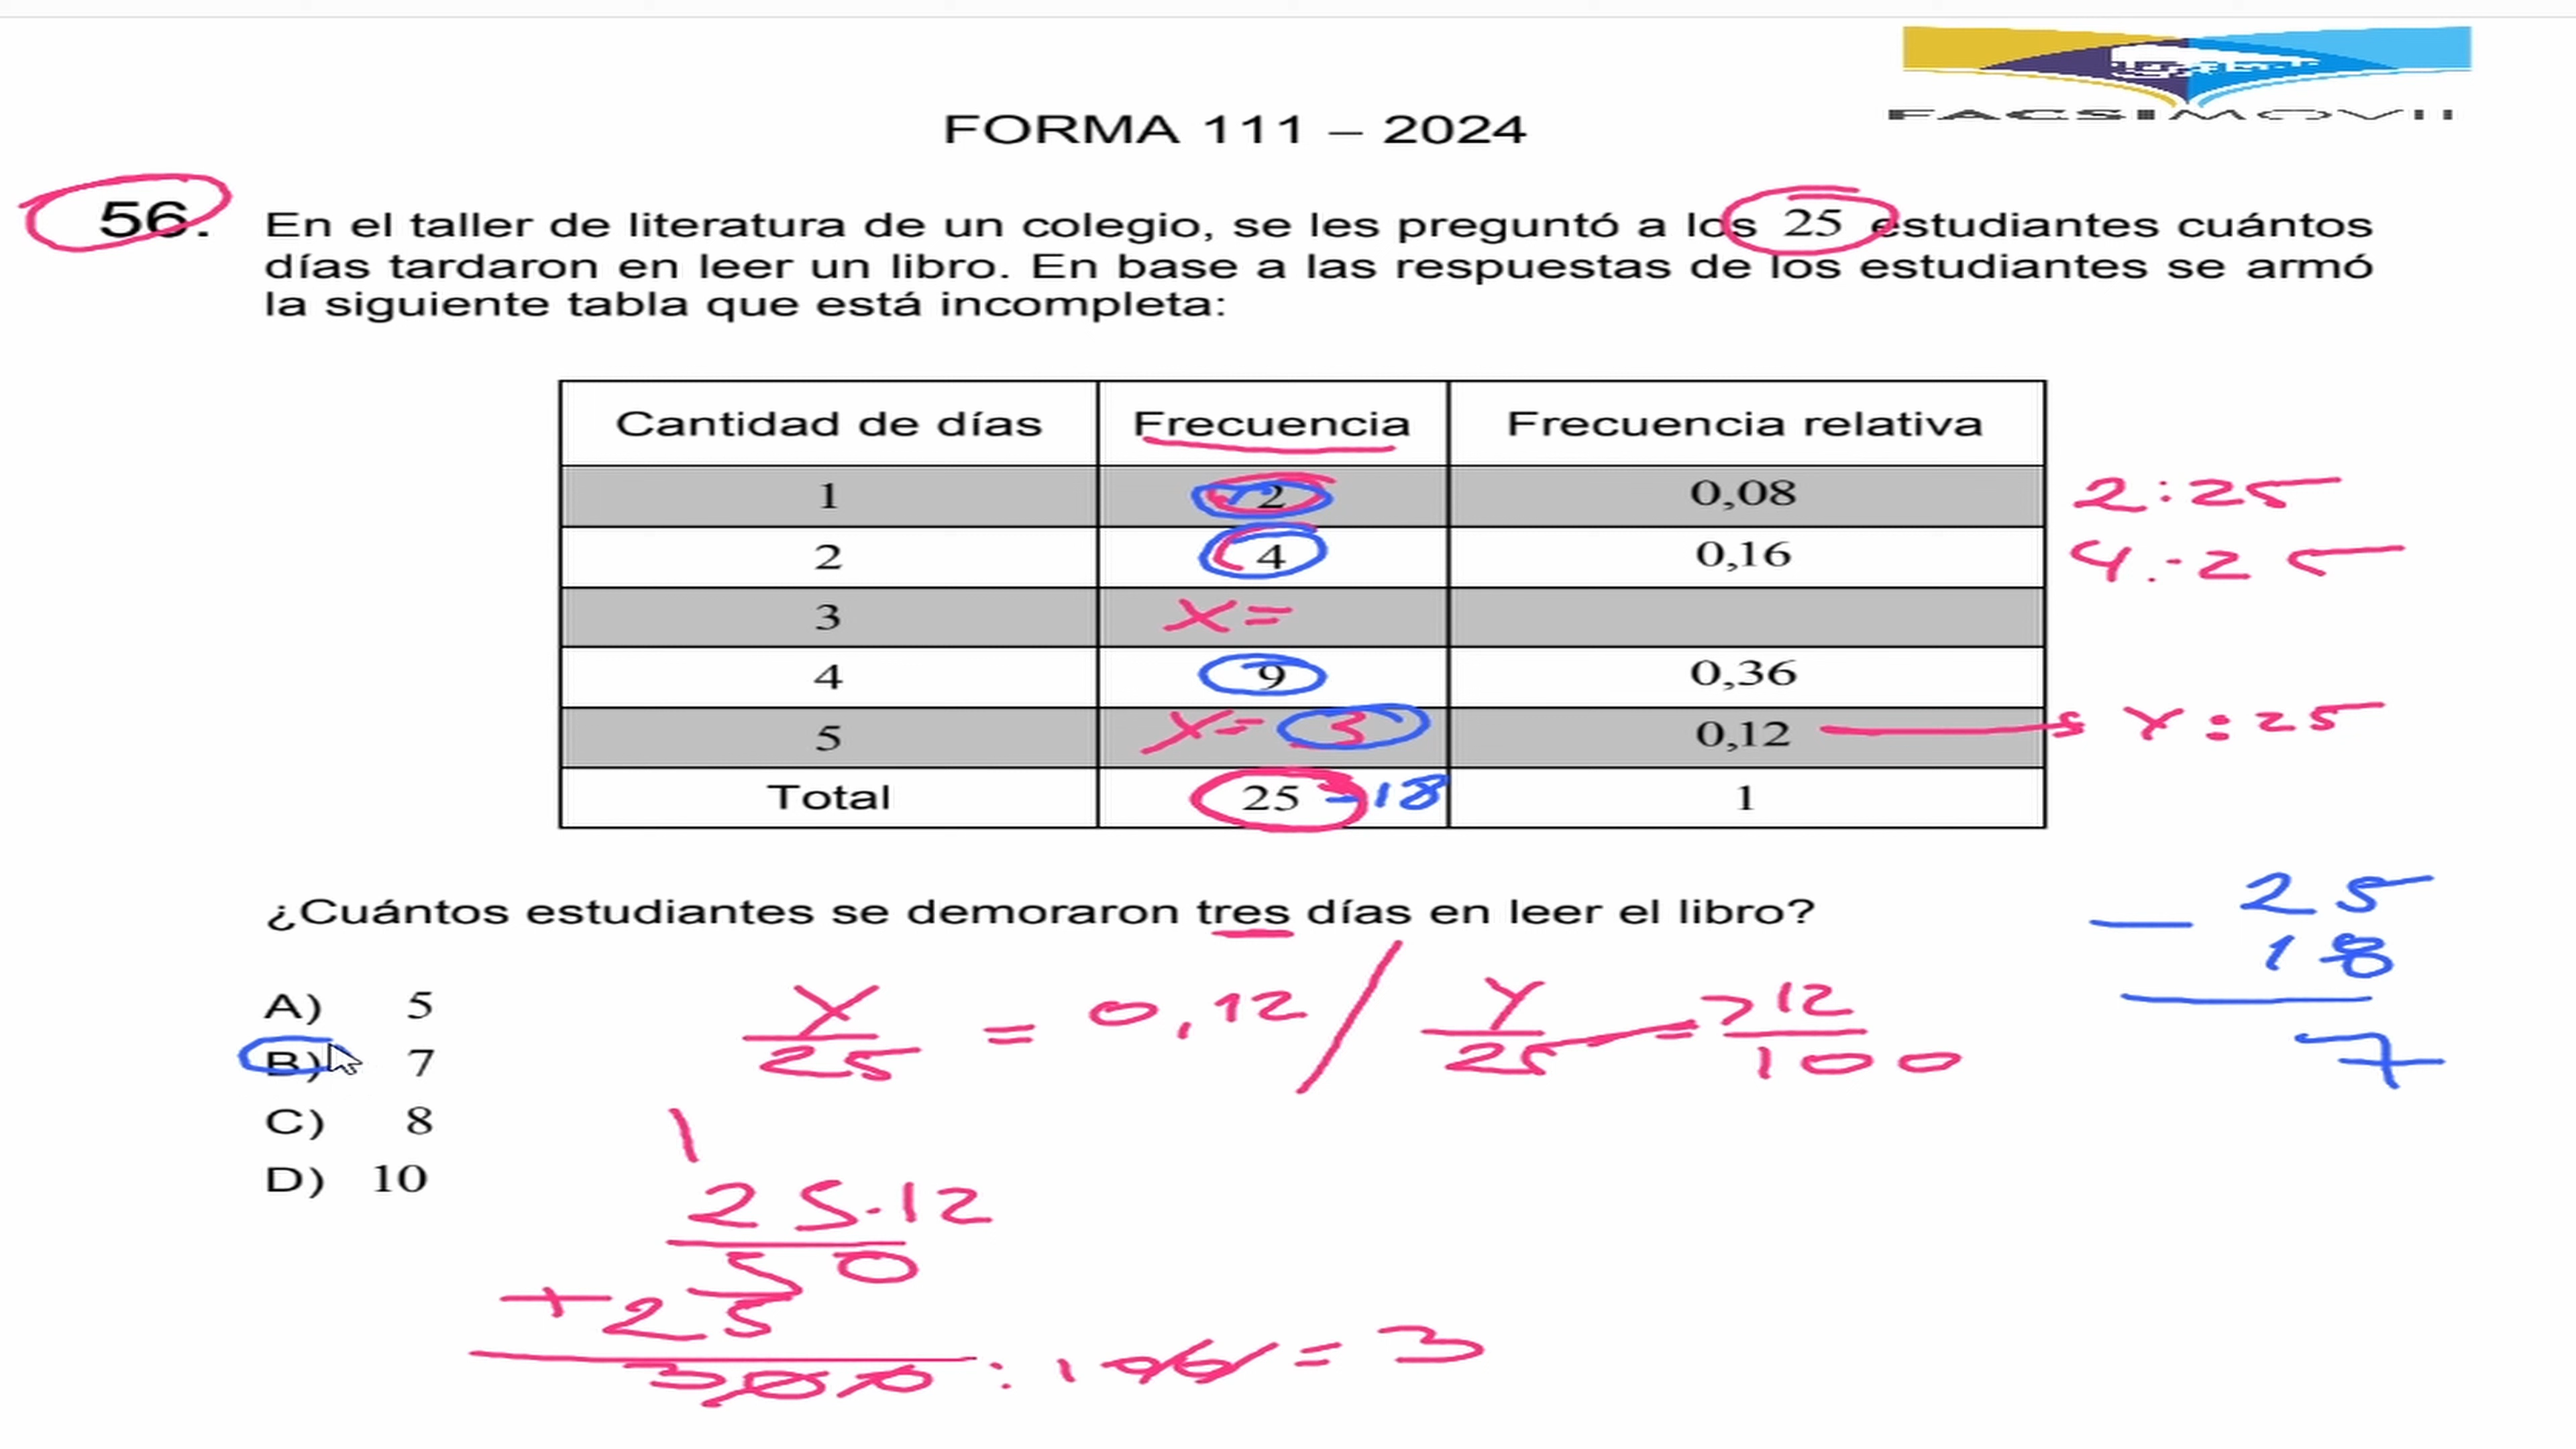 FACSIMOVIL
FORMA 111 – 2024
56. En el taller de literatura de un colegio, se les preguntó a los 25 estudiantes cuántos
días tardaron en leer un libro. En base a las respuestas de los estudiantes se armó
la siguiente tabla que está incompleta:
Cantidad de días Frecuencia Frecuencia relativa
1 2 0,08 2:25
2 4 0,16 4:25
3 x=
4 9 0,36
5 Y= 3 0,12 Y:25
Total 25 -18 1
¿Cuántos estudiantes se demoraron tres días en leer el libro?
A) 5
B) 7
C) 8
D) 10
Y/25 = 0,12 / Y/25 = 12/100
25
- 18
7
1
25·12
50
+25
300 : 100 = 3